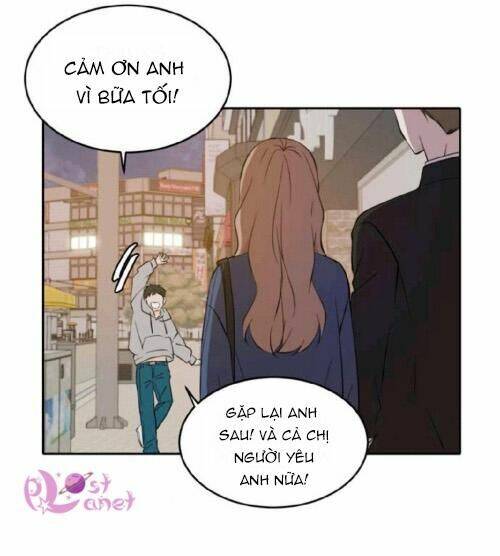 CẢM ƠN ANH
VÌ BỮA TỐI!
GẶP LẠI ANH
SAU! VÀ CẢ CHỊ
NGƯỜI YÊU
ANH NỮA!
Lost
Planet